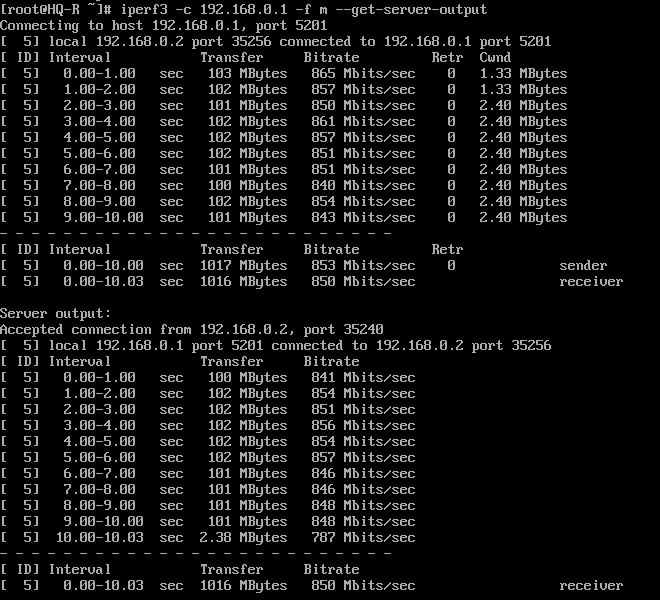 [root@HQ-R ~]# iperf3 -c 192.168.0.1 -f m --get-server-output
Connecting to host 192.168.0.1, port 5201
[  5] local 192.168.0.2 port 35256 connected to 192.168.0.1 port 5201
[ ID] Interval           Transfer     Bitrate         Retr  Cwnd
[  5]   0.00-1.00   sec   103 MBytes   865 Mbits/sec    0   1.33 MBytes
[  5]   1.00-2.00   sec   102 MBytes   857 Mbits/sec    0   1.33 MBytes
[  5]   2.00-3.00   sec   101 MBytes   850 Mbits/sec    0   2.40 MBytes
[  5]   3.00-4.00   sec   102 MBytes   861 Mbits/sec    0   2.40 MBytes
[  5]   4.00-5.00   sec   102 MBytes   857 Mbits/sec    0   2.40 MBytes
[  5]   5.00-6.00   sec   102 MBytes   851 Mbits/sec    0   2.40 MBytes
[  5]   6.00-7.00   sec   101 MBytes   851 Mbits/sec    0   2.40 MBytes
[  5]   7.00-8.00   sec   100 MBytes   840 Mbits/sec    0   2.40 MBytes
[  5]   8.00-9.00   sec   102 MBytes   854 Mbits/sec    0   2.40 MBytes
[  5]   9.00-10.00  sec   101 MBytes   843 Mbits/sec    0   2.40 MBytes
- - - - - - - - - - - - - - - - - - - - - - - - -
[ ID] Interval           Transfer     Bitrate         Retr
[  5]   0.00-10.00  sec  1017 MBytes   853 Mbits/sec    0             sender
[  5]   0.00-10.03  sec  1016 MBytes   850 Mbits/sec                  receiver

Server output:
Accepted connection from 192.168.0.2, port 35240
[  5] local 192.168.0.1 port 5201 connected to 192.168.0.2 port 35256
[ ID] Interval           Transfer     Bitrate
[  5]   0.00-1.00   sec   100 MBytes   841 Mbits/sec
[  5]   1.00-2.00   sec   102 MBytes   854 Mbits/sec
[  5]   2.00-3.00   sec   102 MBytes   851 Mbits/sec
[  5]   3.00-4.00   sec   102 MBytes   856 Mbits/sec
[  5]   4.00-5.00   sec   102 MBytes   854 Mbits/sec
[  5]   5.00-6.00   sec   102 MBytes   857 Mbits/sec
[  5]   6.00-7.00   sec   101 MBytes   846 Mbits/sec
[  5]   7.00-8.00   sec   101 MBytes   846 Mbits/sec
[  5]   8.00-9.00   sec   101 MBytes   848 Mbits/sec
[  5]   9.00-10.00  sec   101 MBytes   848 Mbits/sec
[  5]  10.00-10.03  sec  2.38 MBytes   787 Mbits/sec
- - - - - - - - - - - - - - - - - - - - - - - - -
[ ID] Interval           Transfer     Bitrate
[  5]   0.00-10.03  sec  1016 MBytes   850 Mbits/sec                  receiver